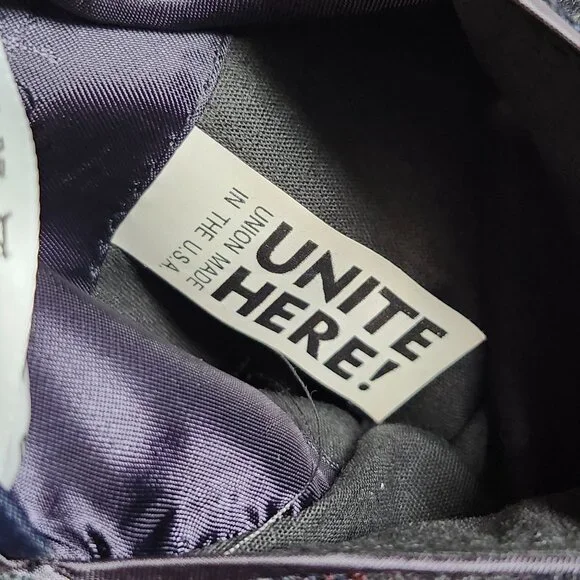 UNITE
HERE!
UNION MADE
IN THE U.S.A.